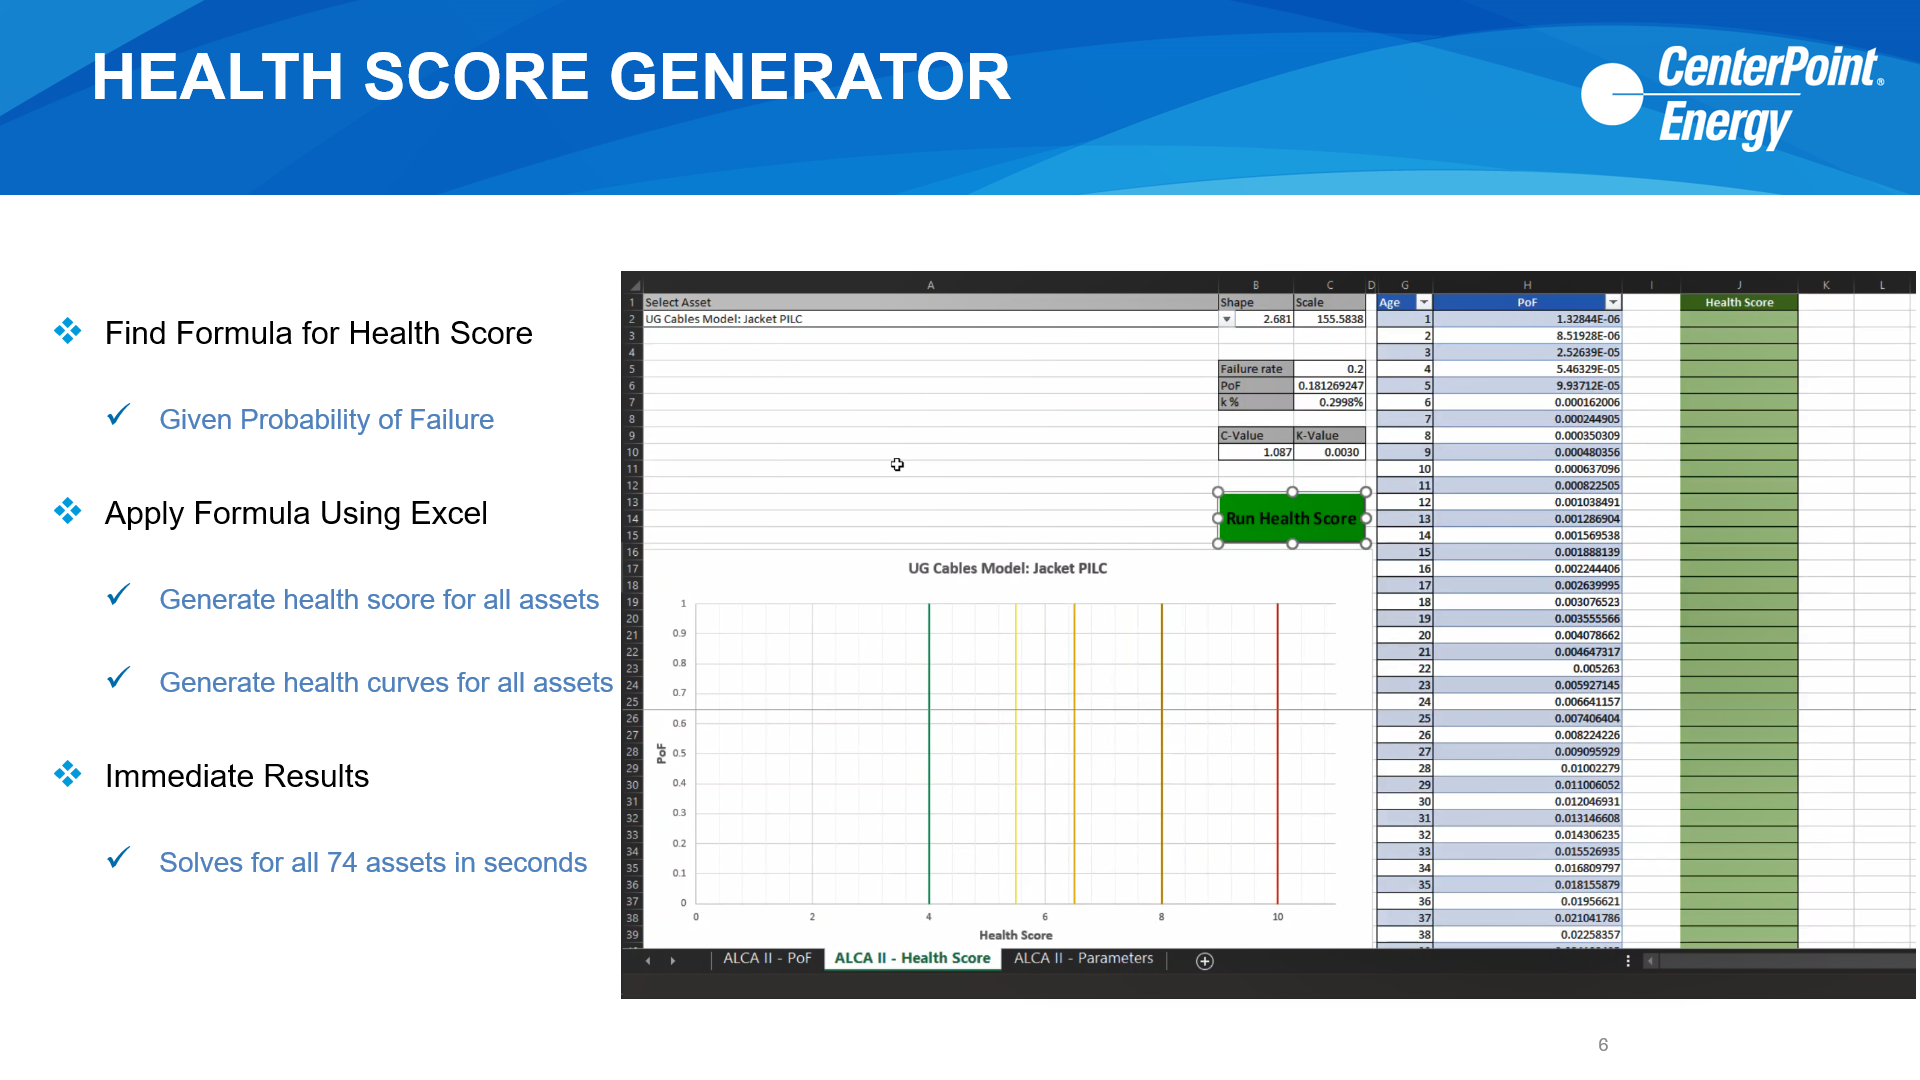 HEALTH SCORE GENERATOR
CenterPoint®
Energy
Find Formula for Health Score
✓ Given Probability of Failure
Apply Formula Using Excel
✓ Generate health score for all assets
✓ Generate health curves for all assets
Immediate Results
✓ Solves for all 74 assets in seconds
A B C D G H I J K L
1 Select Asset Shape Scale Age PoF Health Score
2 UG Cables Model: Jacket PILC 2.681 155.5838 1 1.32844E-06
3 2 8.51928E-06
4 3 2.52639E-05
5 Failure rate 0.2 4 5.46329E-05
6 PoF 0.181269247 5 9.93712E-05
7 k % 0.2998% 6 0.000162006
8 7 0.000244905
9 C-Value K-Value 8 0.000350309
10 1.087 0.0030 9 0.000480356
11 10 0.000637096
12 11 0.000822505
13 12 0.001038491
14 Run Health Score 13 0.001286904
15 14 0.001569538
16 15 0.001888139
17 UG Cables Model: Jacket PILC 16 0.002244406
18 17 0.002639995
19 1 18 0.003076523
20 19 0.003555566
21 0.9 20 0.004078662
22 21 0.004647317
23 0.8 22 0.005263
24 23 0.005927145
25 0.7 24 0.006641157
26 0.6 25 0.007406404
27 26 0.008224226
28 PoF 0.5 27 0.009095929
29 28 0.01002279
30 0.4 29 0.011006052
31 30 0.012046931
32 0.3 31 0.013146608
33 32 0.014306235
34 0.2 33 0.015526935
35 0.1 34 0.016809797
36 35 0.018155879
37 0 36 0.01956621
38 0 2 4 6 8 10 37 0.021041786
39 Health Score 38 0.02258357
ALCA II - PoF ALCA II - Health Score ALCA II - Parameters
6